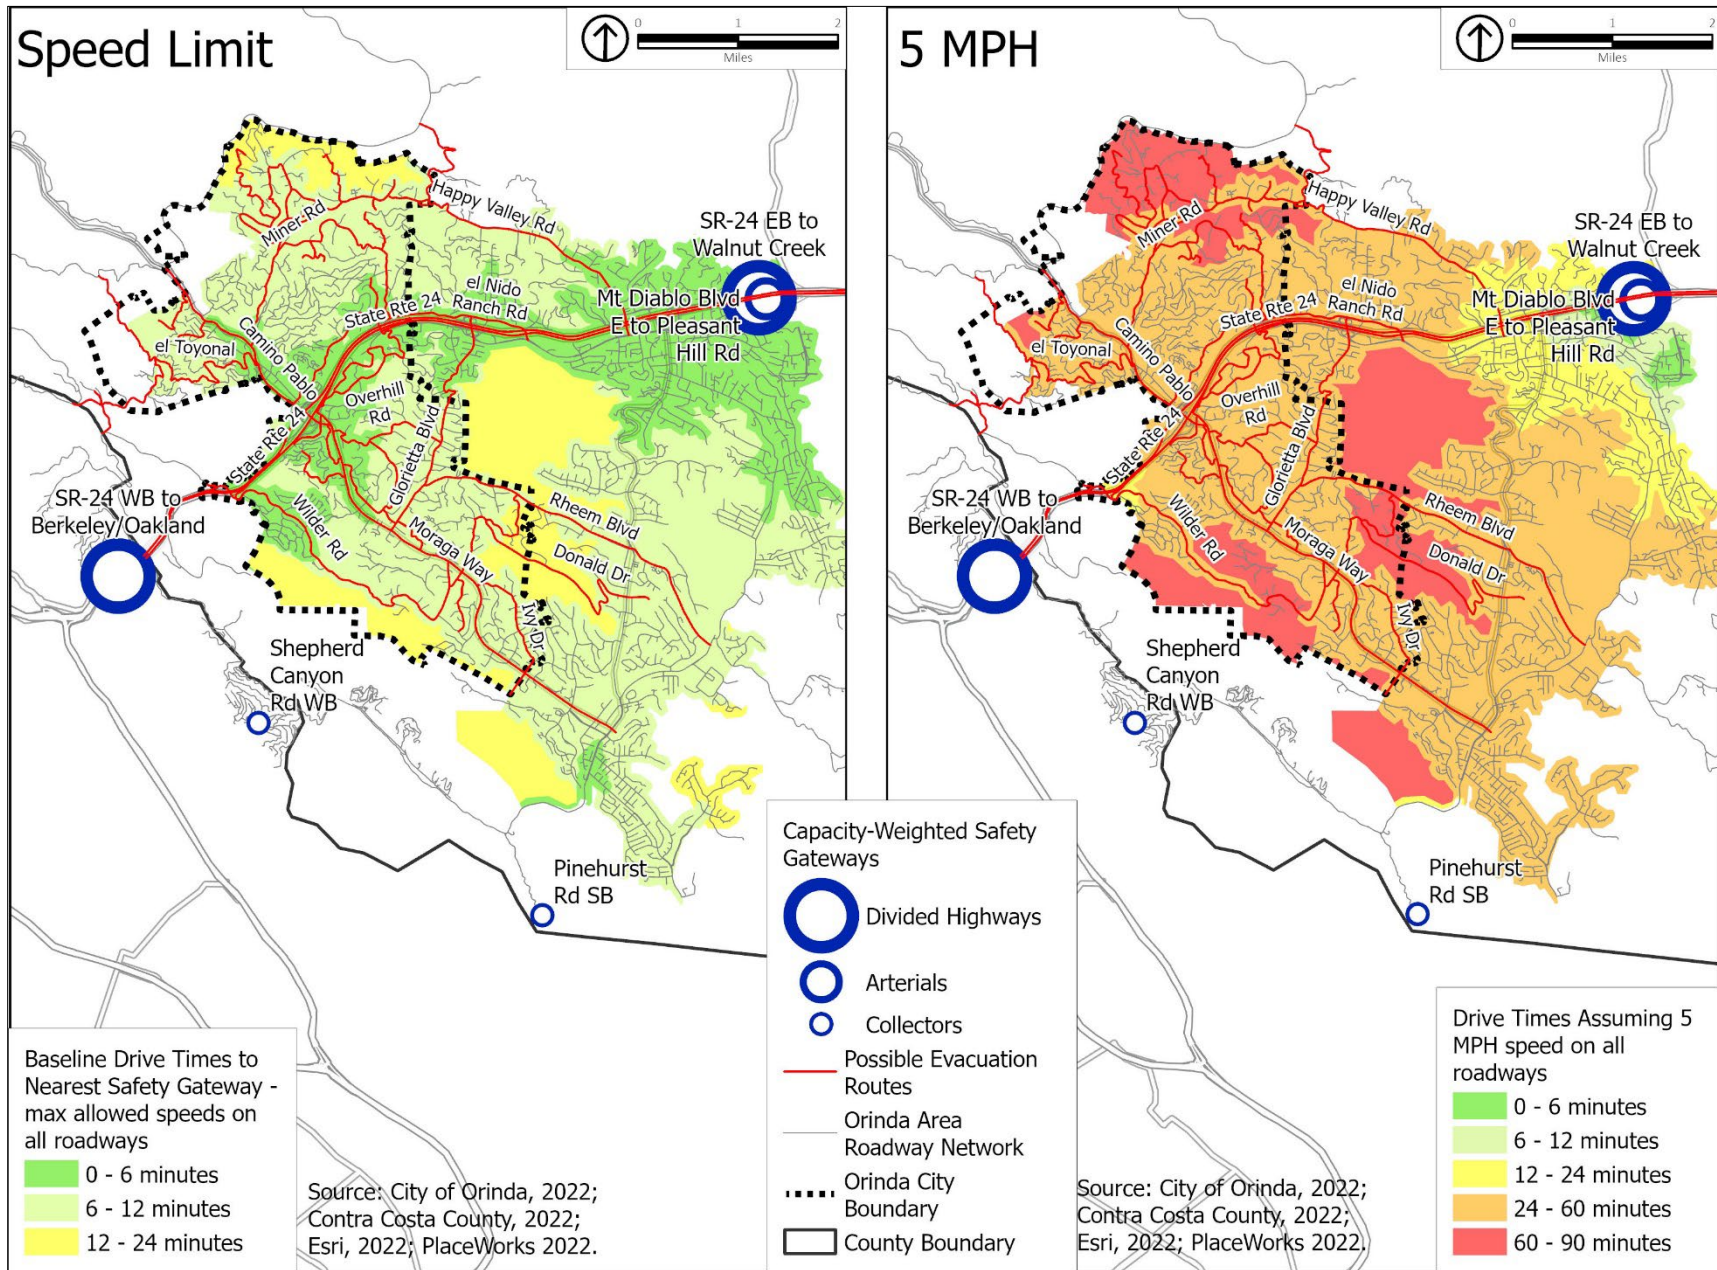 Speed Limit
0 1 2
Miles
Happy Valley Rd
Miner Rd
SR-24 EB to
Walnut Creek
el Nido
Ranch Rd
State Rte 24
Mt Diablo Blvd
E to Pleasant
Hill Rd
Camino Pablo
el Toyonal
Overhill
Rd
State Rte 24
Glorietta Blvd
SR-24 WB to
Berkeley/Oakland
Wilder Rd
Moraga Way
Rheem Blvd
Donald Dr
Ivy Dr
Shepherd
Canyon
Rd WB
Pinehurst
Rd SB
Baseline Drive Times to
Nearest Safety Gateway -
max allowed speeds on
all roadways
0 - 6 minutes
6 - 12 minutes
12 - 24 minutes
Source: City of Orinda, 2022;
Contra Costa County, 2022;
Esri, 2022; PlaceWorks 2022.
Capacity-Weighted Safety
Gateways
Divided Highways
Arterials
Collectors
Possible Evacuation
Routes
Orinda Area
Roadway Network
Orinda City
Boundary
County Boundary
5 MPH
0 1 2
Miles
Happy Valley Rd
Miner Rd
SR-24 EB to
Walnut Creek
el Nido
Ranch Rd
State Rte 24
Mt Diablo Blvd
E to Pleasant
Hill Rd
Camino Pablo
el Toyonal
Overhill
Rd
State Rte 24
Glorietta Blvd
SR-24 WB to
Berkeley/Oakland
Wilder Rd
Moraga Way
Rheem Blvd
Donald Dr
Ivy Dr
Shepherd
Canyon
Rd WB
Pinehurst
Rd SB
Source: City of Orinda, 2022;
Contra Costa County, 2022;
Esri, 2022; PlaceWorks 2022.
Drive Times Assuming 5
MPH speed on all
roadways
0 - 6 minutes
6 - 12 minutes
12 - 24 minutes
24 - 60 minutes
60 - 90 minutes